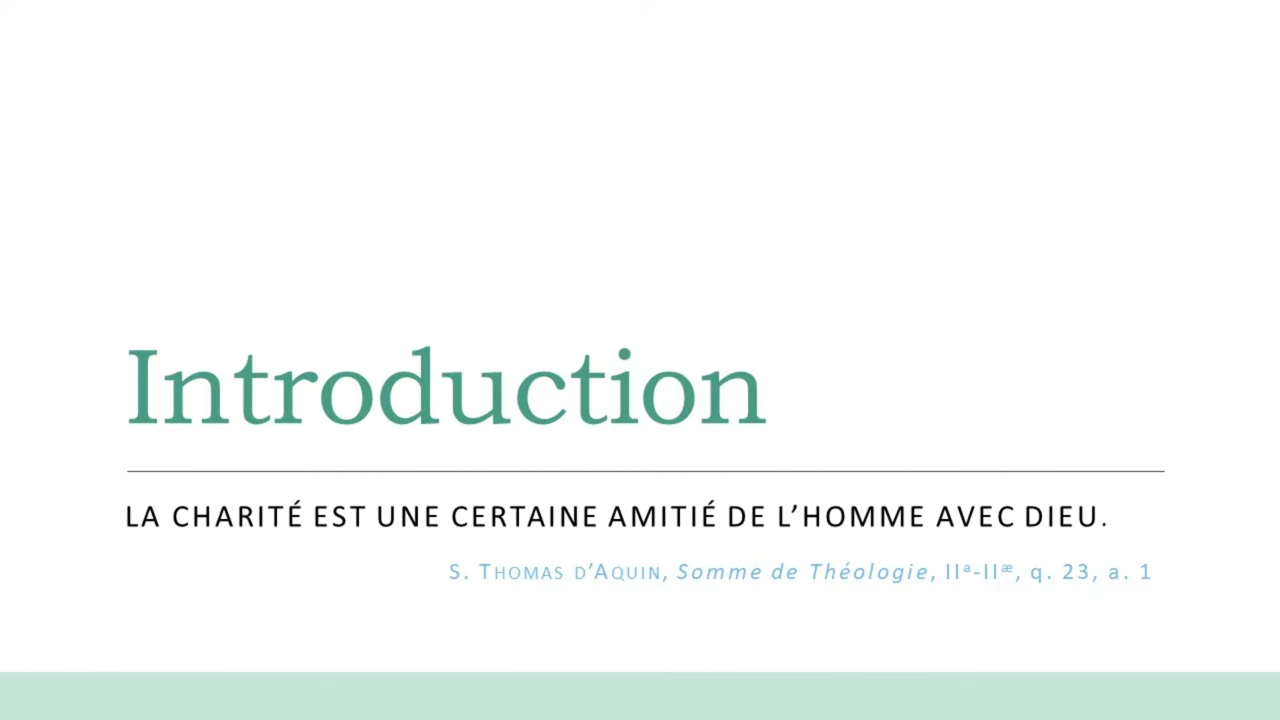 Introduction
LA CHARITÉ EST UNE CERTAINE AMITIÉ DE L’HOMME AVEC DIEU.
S. THOMAS D’AQUIN, Somme de Théologie, IIᵃ-IIᵆ, q. 23, a. 1